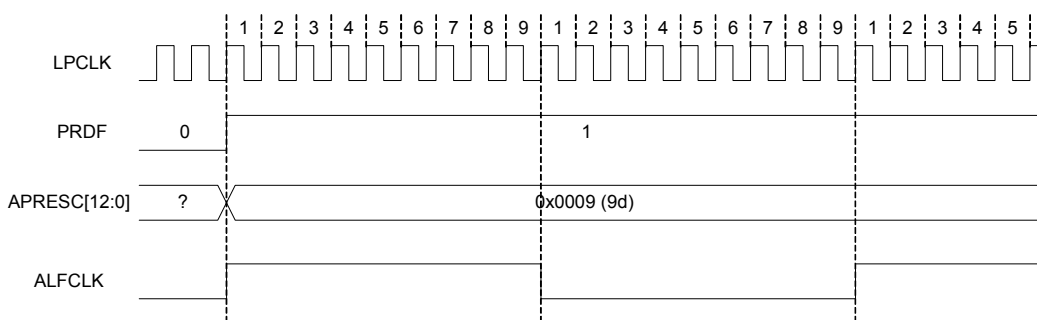 1 2 3 4 5 6 7 8 9 1 2 3 4 5 6 7 8 9 1 2 3 4 5
LPCLK
PRDF 0 1
APRESC[12:0] ? 0x0009 (9d)
ALFCLK